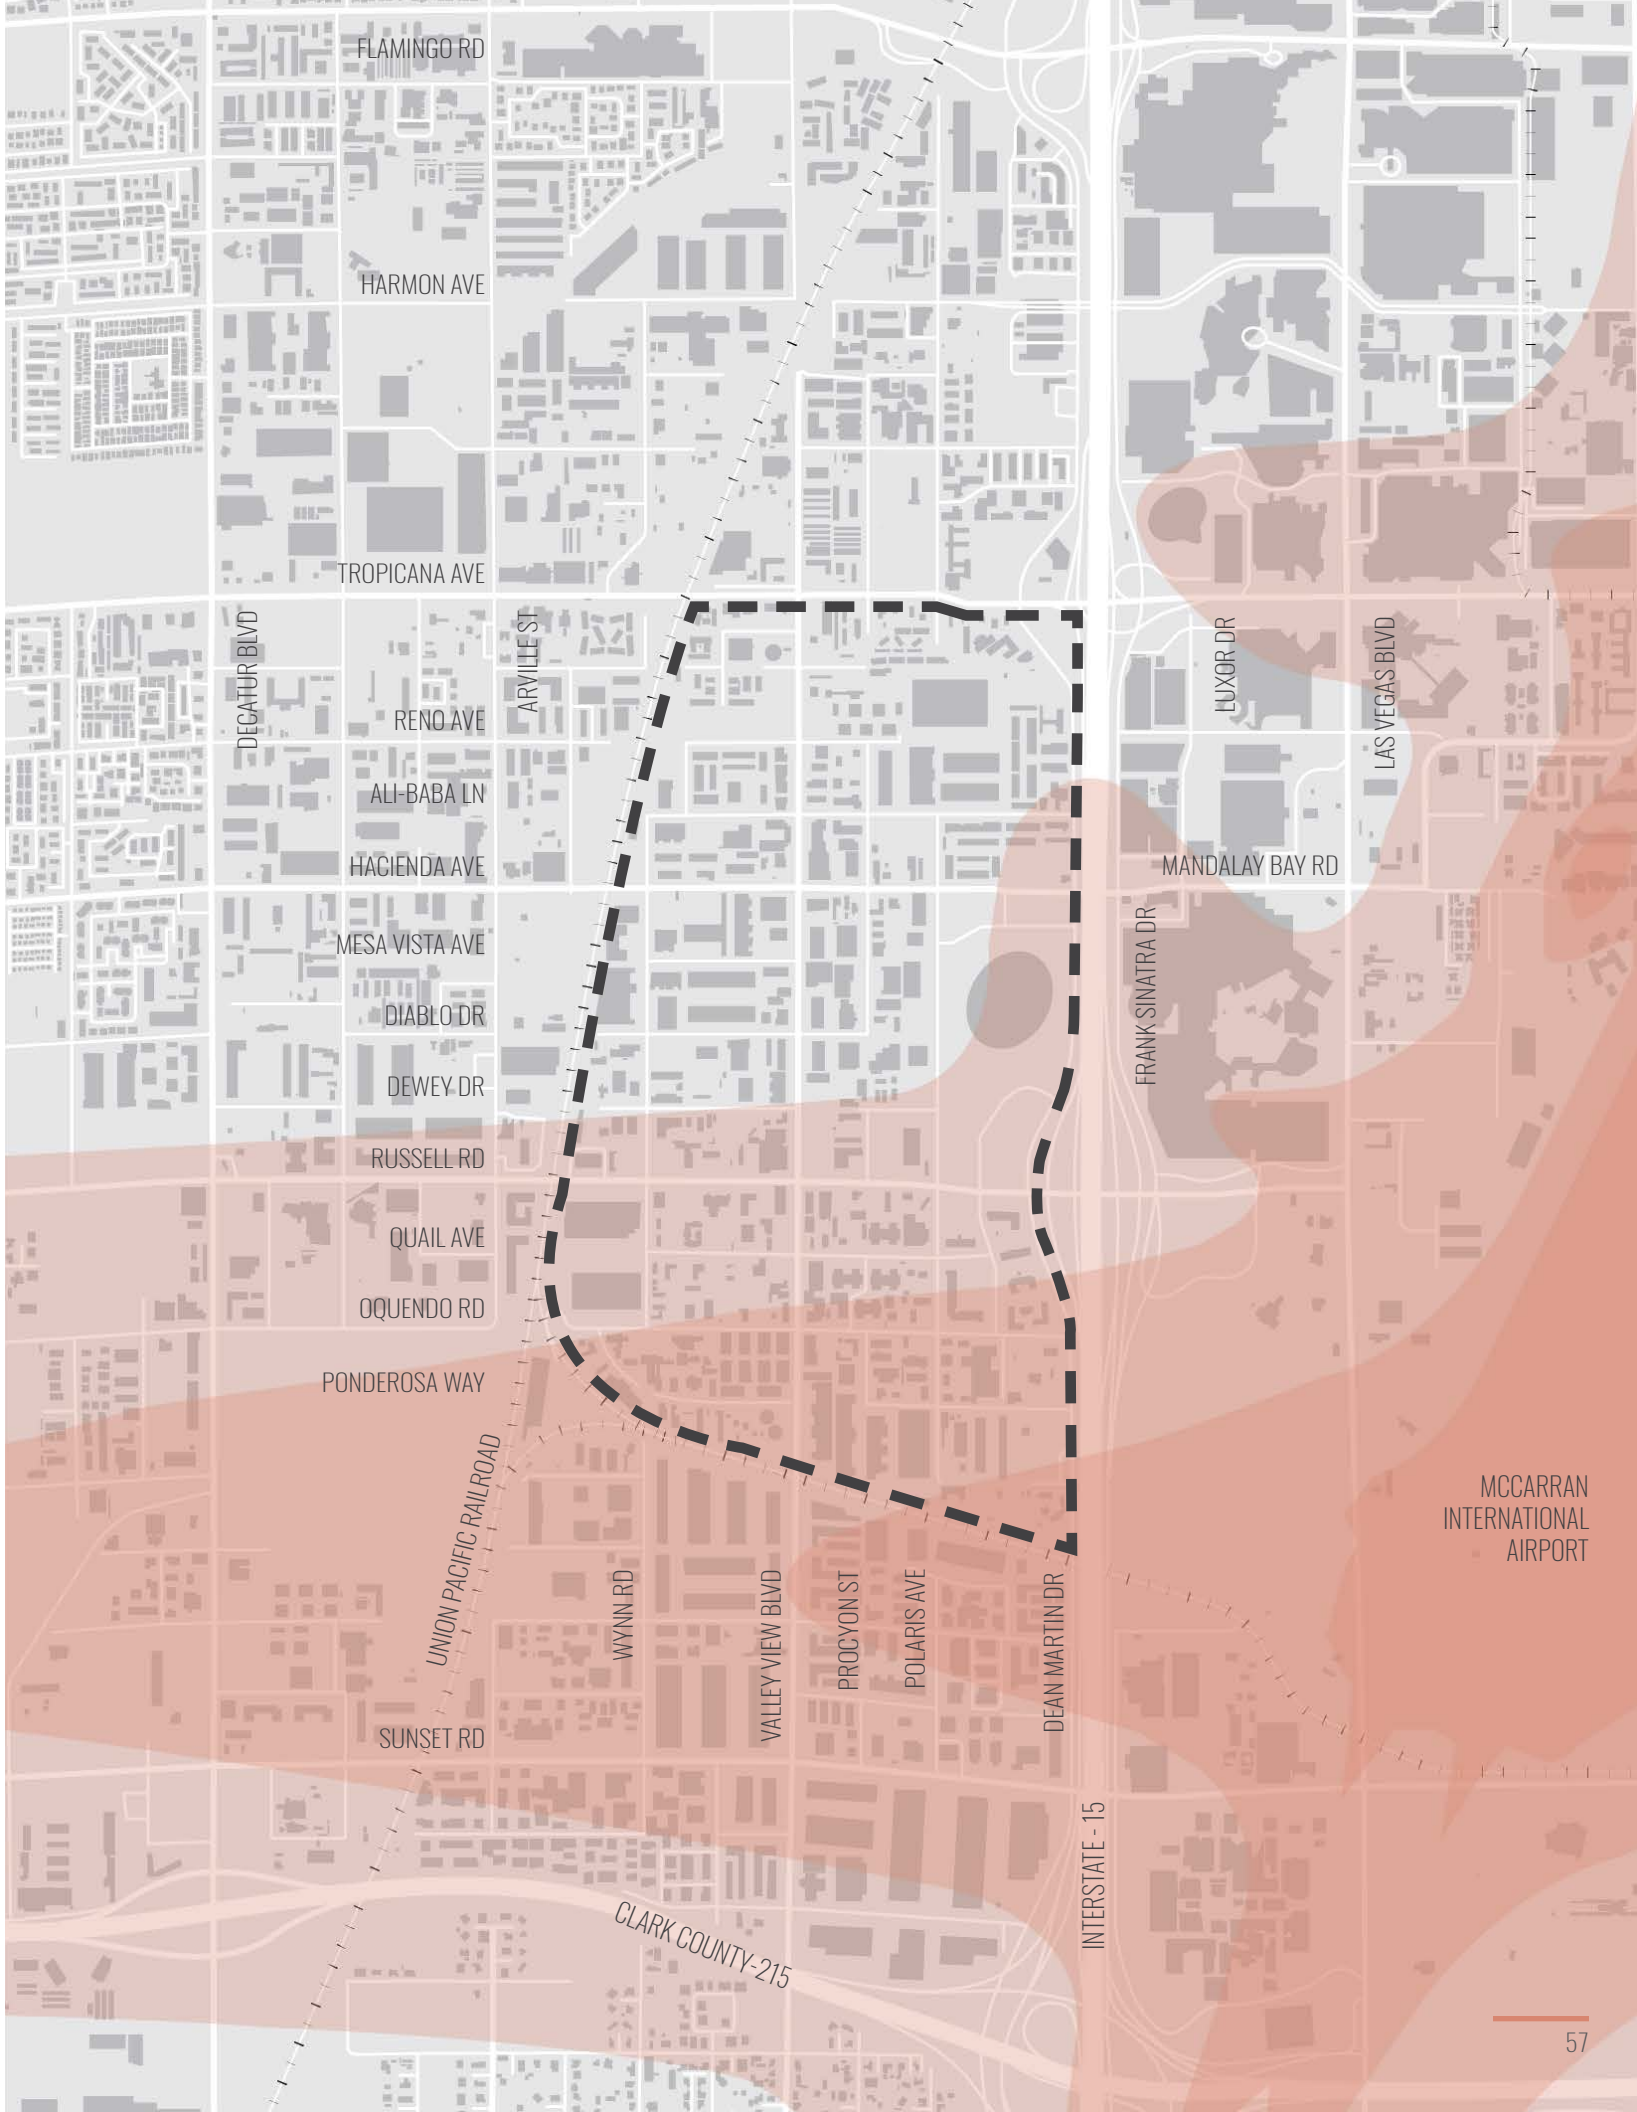 FLAMINGO RD
HARMON AVE
TROPICANA AVE
DECATUR BLVD
ARVILLE ST
LUXOR DR
LAS VEGAS BLVD
RENO AVE
ALI-BABA LN
HACIENDA AVE
MANDALAY BAY RD
MESA VISTA AVE
FRANK SINATRA DR
DIABLO DR
DEWEY DR
RUSSELL RD
QUAIL AVE
OQUENDO RD
PONDEROSA WAY
UNION PACIFIC RAILROAD
MCCARRAN
INTERNATIONAL
AIRPORT
WYNN RD
VALLEY VIEW BLVD
PROCYON ST
POLARIS AVE
DEAN MARTIN DR
SUNSET RD
INTERSTATE - 15
CLARK COUNTY-215
57